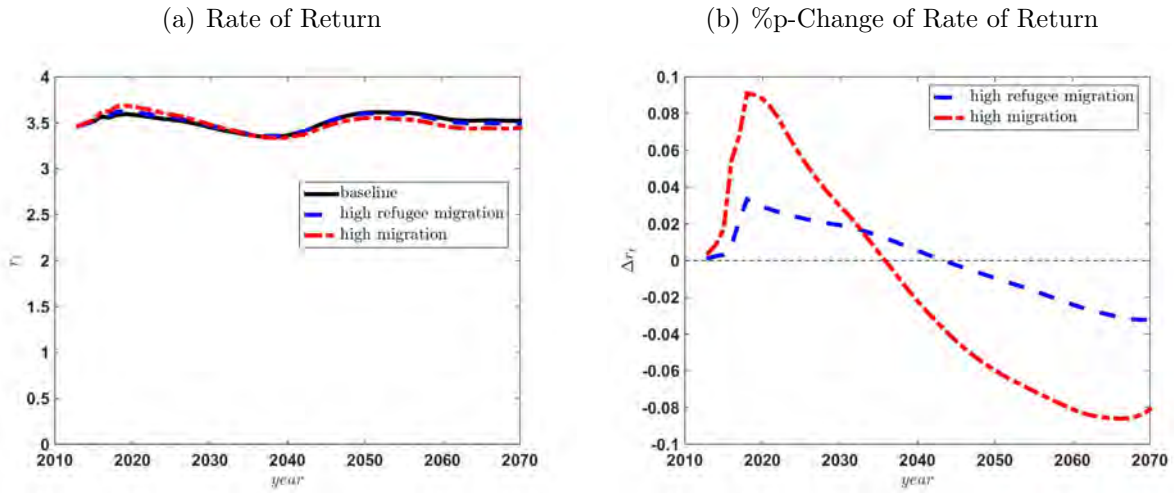 (a) Rate of Return
4
3.5
3
2.5
2
1.5
1
0.5
0
r_t
baseline
high refugee migration
high migration
2010 2020 2030 2040 2050 2060 2070
year
(b) %p-Change of Rate of Return
0.1
0.08
0.06
0.04
0.02
0
-0.02
-0.04
-0.06
-0.08
-0.1
Δr_t
high refugee migration
high migration
2010 2020 2030 2040 2050 2060 2070
year